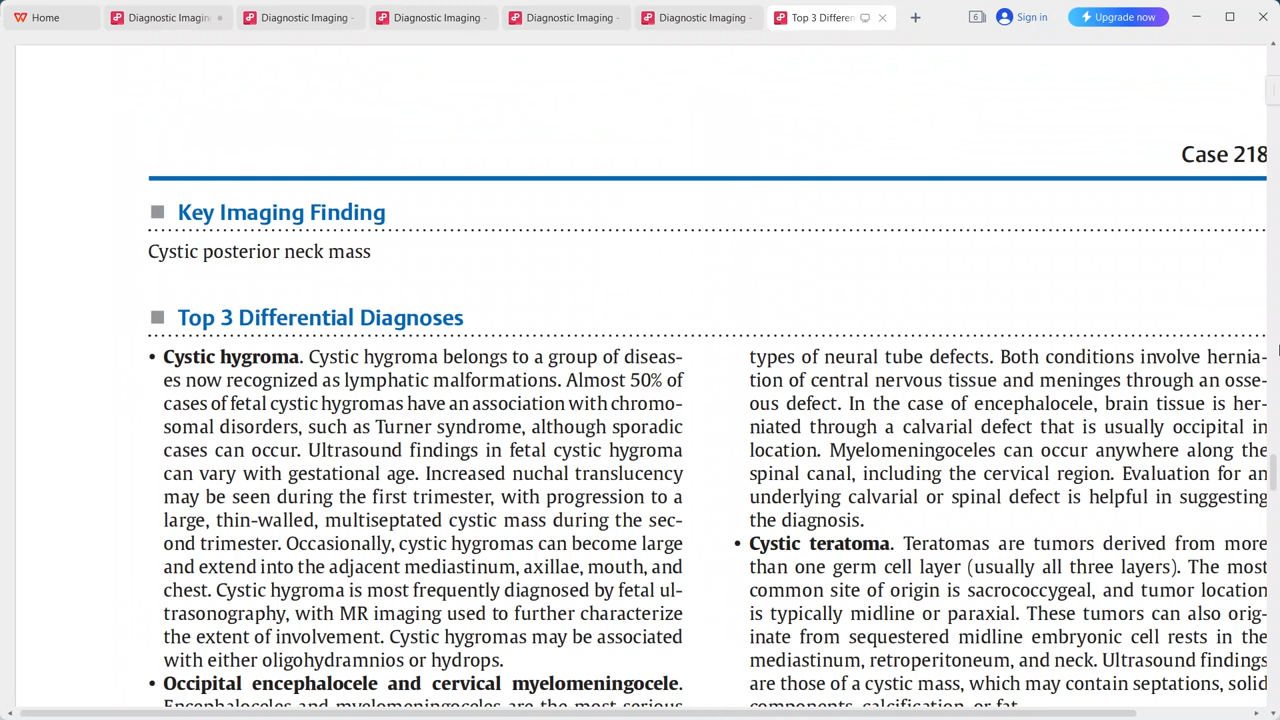 Home
Diagnostic Imagin
Diagnostic Imaging -
Diagnostic Imaging -
Diagnostic Imaging -
Diagnostic Imaging -
Top 3 Differen
6
Sign in
Upgrade now
Case 218
Key Imaging Finding
Cystic posterior neck mass
Top 3 Differential Diagnoses
• Cystic hygroma. Cystic hygroma belongs to a group of diseas-
es now recognized as lymphatic malformations. Almost 50% of
cases of fetal cystic hygromas have an association with chromo-
somal disorders, such as Turner syndrome, although sporadic
cases can occur. Ultrasound findings in fetal cystic hygroma
can vary with gestational age. Increased nuchal translucency
may be seen during the first trimester, with progression to a
large, thin-walled, multiseptated cystic mass during the sec-
ond trimester. Occasionally, cystic hygromas can become large
and extend into the adjacent mediastinum, axillae, mouth, and
chest. Cystic hygroma is most frequently diagnosed by fetal ul-
trasonography, with MR imaging used to further characterize
the extent of involvement. Cystic hygromas may be associated
with either oligohydramnios or hydrops.
• Occipital encephalocele and cervical myelomeningocele.
Encephaloceles and myelomeningoceles are the most serious
types of neural tube defects. Both conditions involve hernia-
tion of central nervous tissue and meninges through an osse-
ous defect. In the case of encephalocele, brain tissue is her-
niated through a calvarial defect that is usually occipital in
location. Myelomeningoceles can occur anywhere along the
spinal canal, including the cervical region. Evaluation for an
underlying calvarial or spinal defect is helpful in suggesting
the diagnosis.
• Cystic teratoma. Teratomas are tumors derived from more
than one germ cell layer (usually all three layers). The most
common site of origin is sacrococcygeal, and tumor location
is typically midline or paraxial. These tumors can also orig-
inate from sequestered midline embryonic cell rests in the
mediastinum, retroperitoneum, and neck. Ultrasound findings
are those of a cystic mass, which may contain septations, solid
components, calcification, or fat.